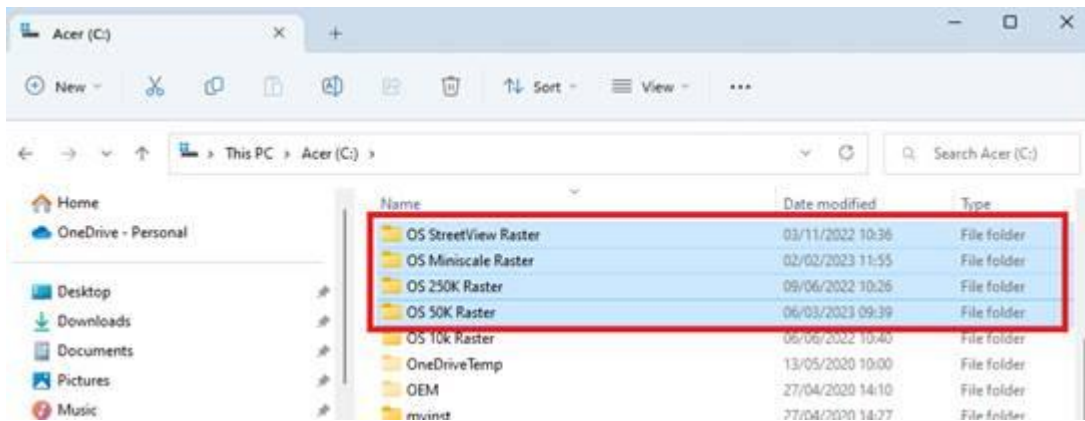 Acer (C:)
New Sort View
This PC > Acer (C:) > Search Acer (C:)
Home
OneDrive - Personal
Desktop
Downloads
Documents
Pictures
Music
Name Date modified Type
OS StreetView Raster 03/11/2022 10:36 File folder
OS Miniscale Raster 02/02/2023 11:55 File folder
OS 250K Raster 09/06/2022 10:26 File folder
OS 50K Raster 06/03/2023 09:39 File folder
OS 10k Raster 06/06/2022 10:40 File folder
OneDriveTemp 13/05/2020 10:00 File folder
OEM 27/04/2020 14:10 File folder
myinst 27/04/2020 14:27 File folder